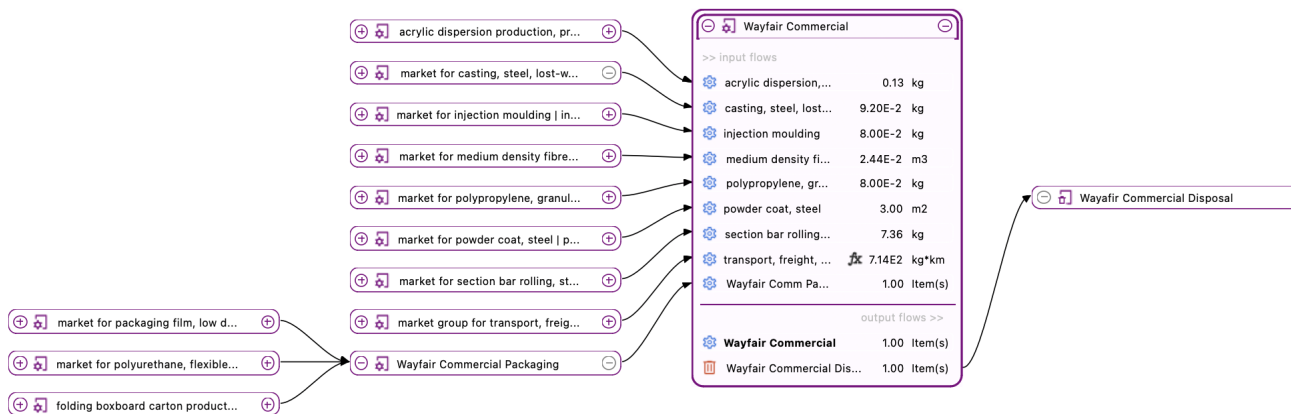 Wayfair Commercial
>> input flows
acrylic dispersion,... 0.13 kg
casting, steel, lost... 9.20E-2 kg
injection moulding 8.00E-2 kg
medium density fi... 2.44E-2 m3
polypropylene, gr... 8.00E-2 kg
powder coat, steel 3.00 m2
section bar rolling... 7.36 kg
transport, freight, ... fx 7.14E2 kg*km
Wayfair Comm Pa... 1.00 Item(s)
output flows >>
Wayfair Commercial 1.00 Item(s)
Wayfair Commercial Dis... 1.00 Item(s)
acrylic dispersion production, pr...
market for casting, steel, lost-w...
market for injection moulding | in...
market for medium density fibre...
market for polypropylene, granul...
market for powder coat, steel | p...
market for section bar rolling, st...
market group for transport, freig...
Wayfair Commercial Packaging
market for packaging film, low d...
market for polyurethane, flexible...
folding boxboard carton product...
Wayafir Commercial Disposal